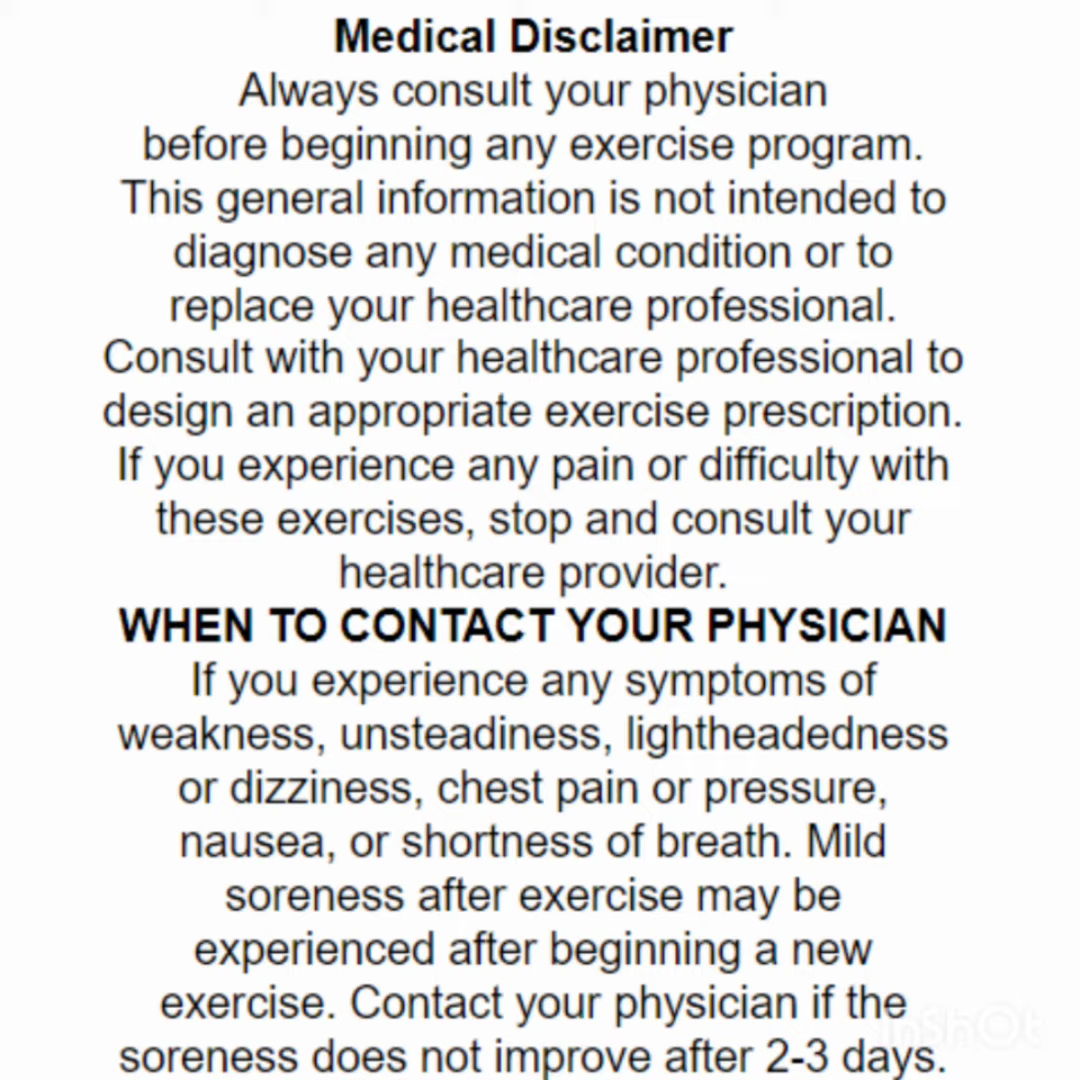 Medical Disclaimer
Always consult your physician
before beginning any exercise program.
This general information is not intended to
diagnose any medical condition or to
replace your healthcare professional.
Consult with your healthcare professional to
design an appropriate exercise prescription.
If you experience any pain or difficulty with
these exercises, stop and consult your
healthcare provider.
WHEN TO CONTACT YOUR PHYSICIAN
If you experience any symptoms of
weakness, unsteadiness, lightheadedness
or dizziness, chest pain or pressure,
nausea, or shortness of breath. Mild
soreness after exercise may be
experienced after beginning a new
exercise. Contact your physician if the
soreness does not improve after 2-3 days.
InShOt